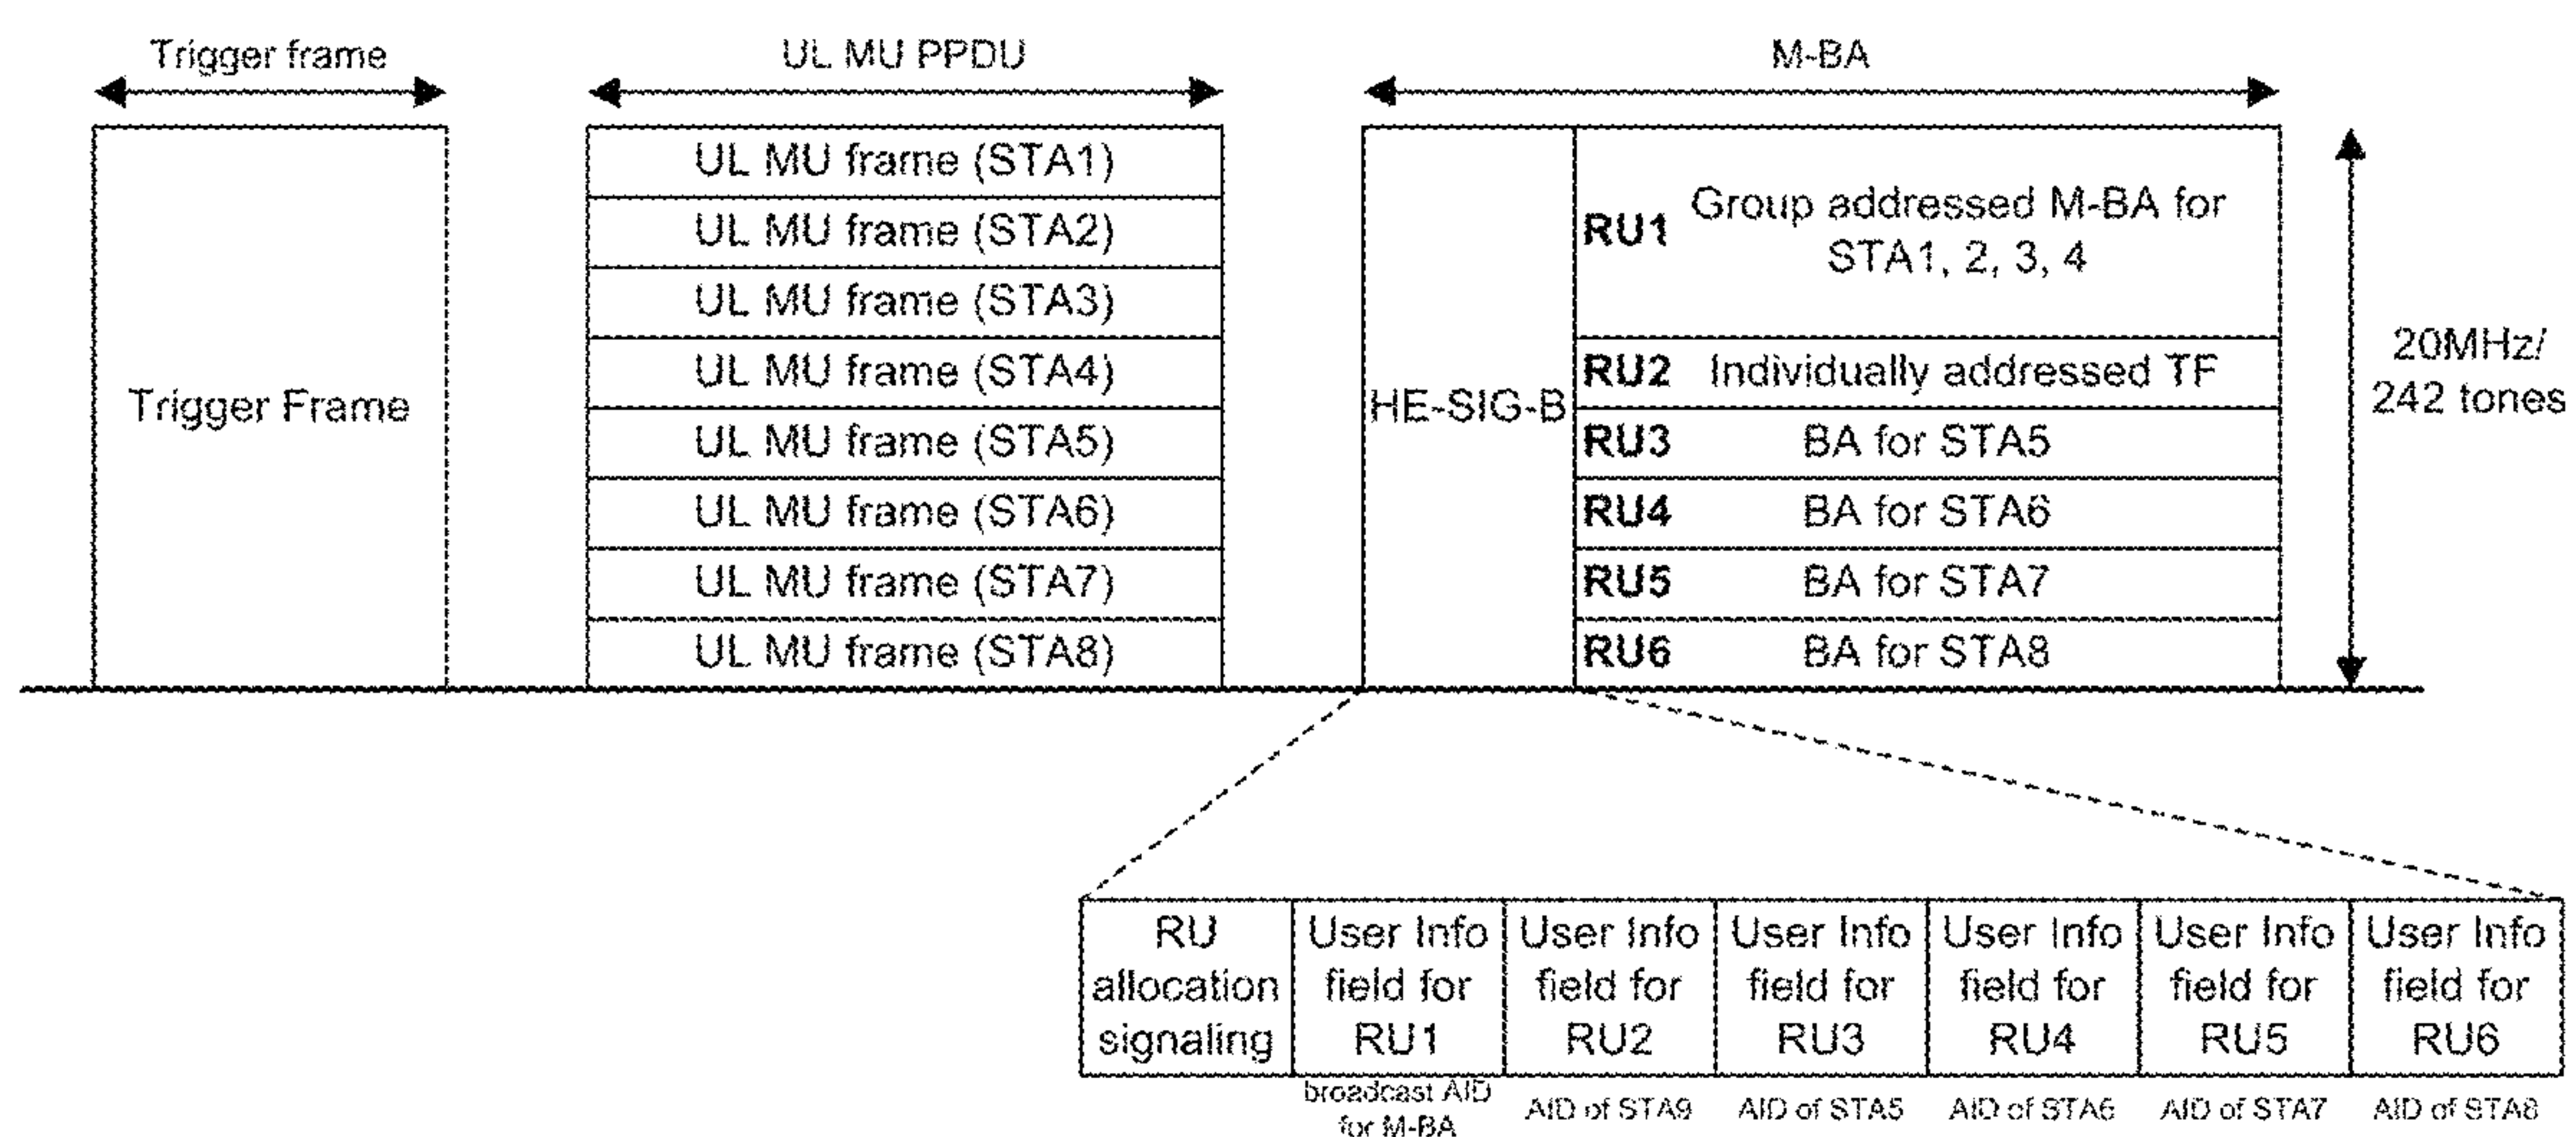 Trigger frame
UL MU PPDU
M-BA
Trigger Frame
UL MU frame (STA1)
UL MU frame (STA2)
UL MU frame (STA3)
UL MU frame (STA4)
UL MU frame (STA5)
UL MU frame (STA6)
UL MU frame (STA7)
UL MU frame (STA8)
HE-SIG-B
RU1 Group addressed M-BA for
STA1, 2, 3, 4
RU2 Individually addressed TF
RU3 BA for STA5
RU4 BA for STA6
RU5 BA for STA7
RU6 BA for STA8
20MHz/
242 tones
RU
allocation
signaling
User Info
field for
RU1
User Info
field for
RU2
User Info
field for
RU3
User Info
field for
RU4
User Info
field for
RU5
User Info
field for
RU6
broadcast AID
for M-BA
AID of STA9
AID of STA5
AID of STA6
AID of STA7
AID of STA8